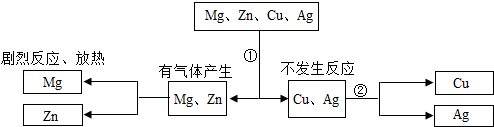 Mg、Zn、Cu、Ag
①
剧烈反应、放热
有气体产生
不发生反应
Mg
Mg、Zn
Cu、Ag
②
Cu
Zn
Ag